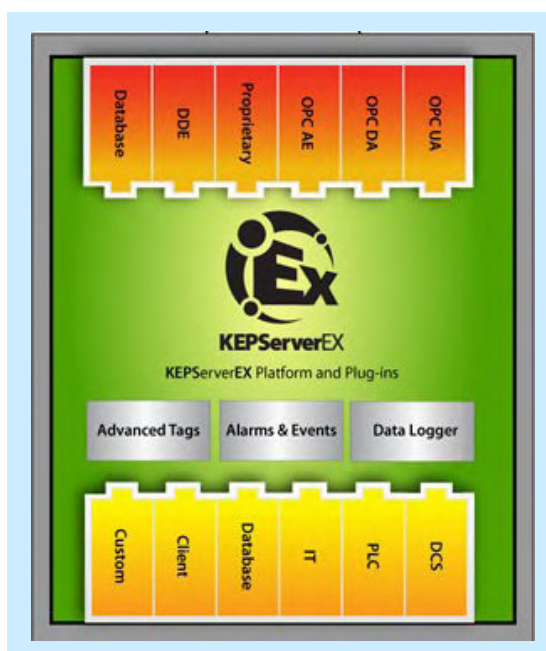 Database
DDE
Proprietary
OPC AE
OPC DA
OPC UA
Ex
KEPServerEX
KEPServerEX Platform and Plug-ins
Advanced Tags
Alarms & Events
Data Logger
Custom
Client
Database
IT
PLC
DCS